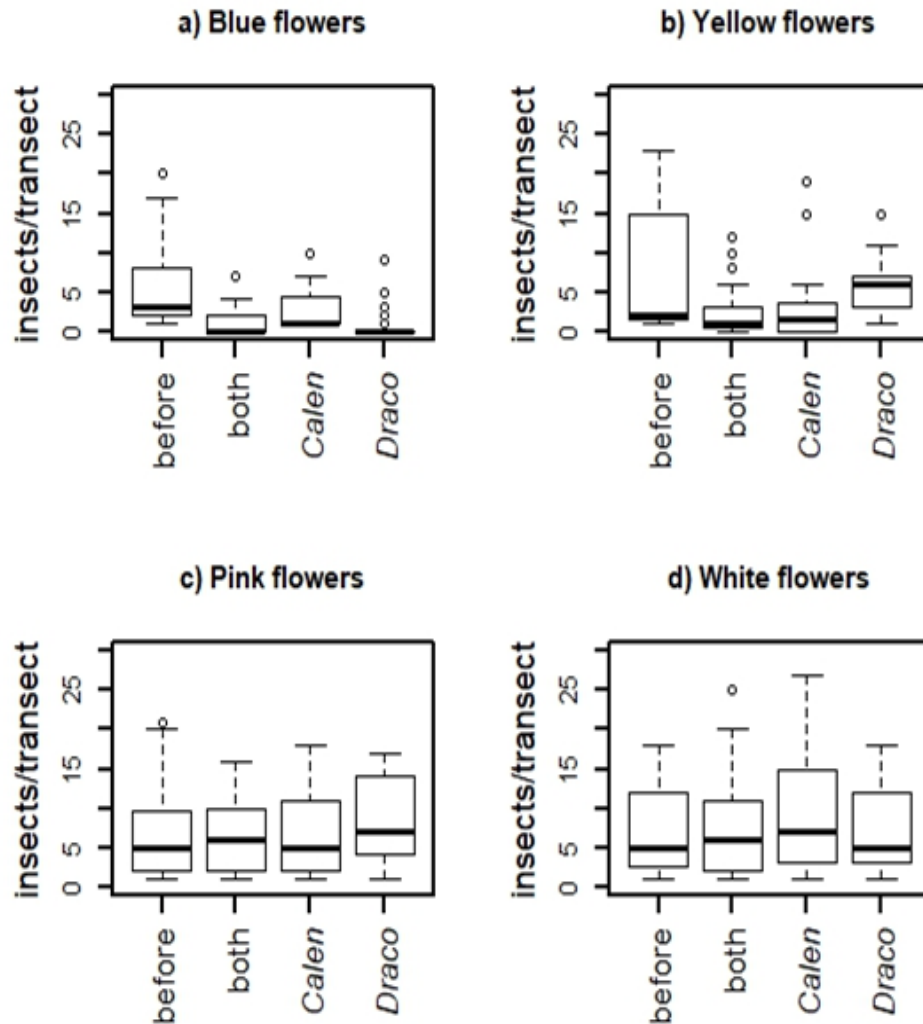 a) Blue flowers
insects/transect
0 5 15 25
before both Calen Draco
b) Yellow flowers
insects/transect
0 5 15 25
before both Calen Draco
c) Pink flowers
insects/transect
0 5 15 25
before both Calen Draco
d) White flowers
insects/transect
0 5 15 25
before both Calen Draco